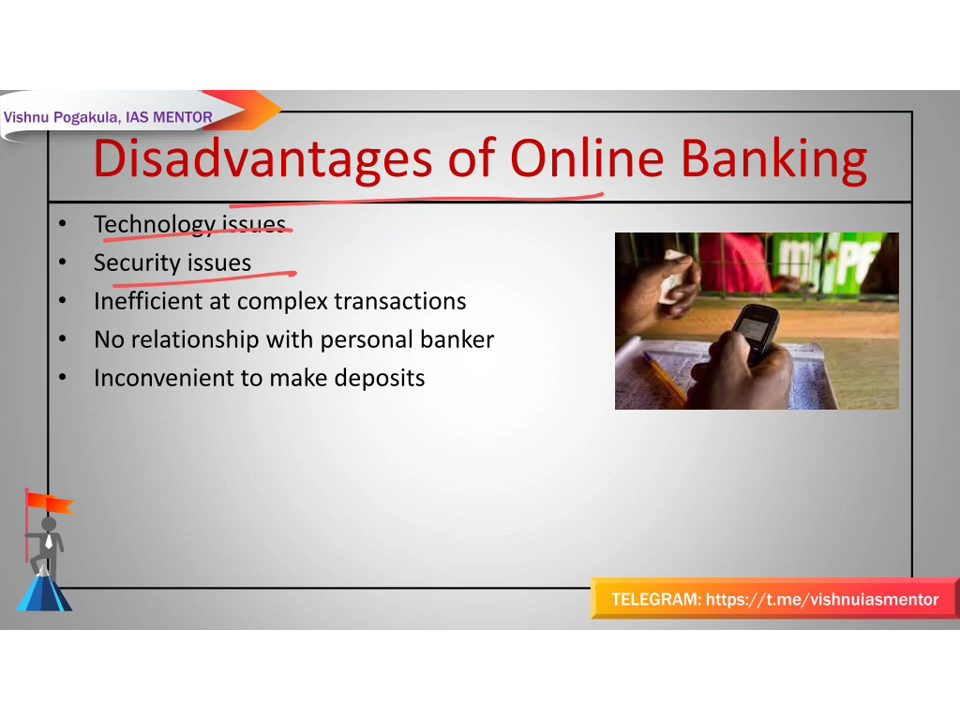 Vishnu Pogakula, IAS MENTOR
Disadvantages of Online Banking
• Technology issues
• Security issues
• Inefficient at complex transactions
• No relationship with personal banker
• Inconvenient to make deposits
TELEGRAM: https://t.me/vishnuiasmentor